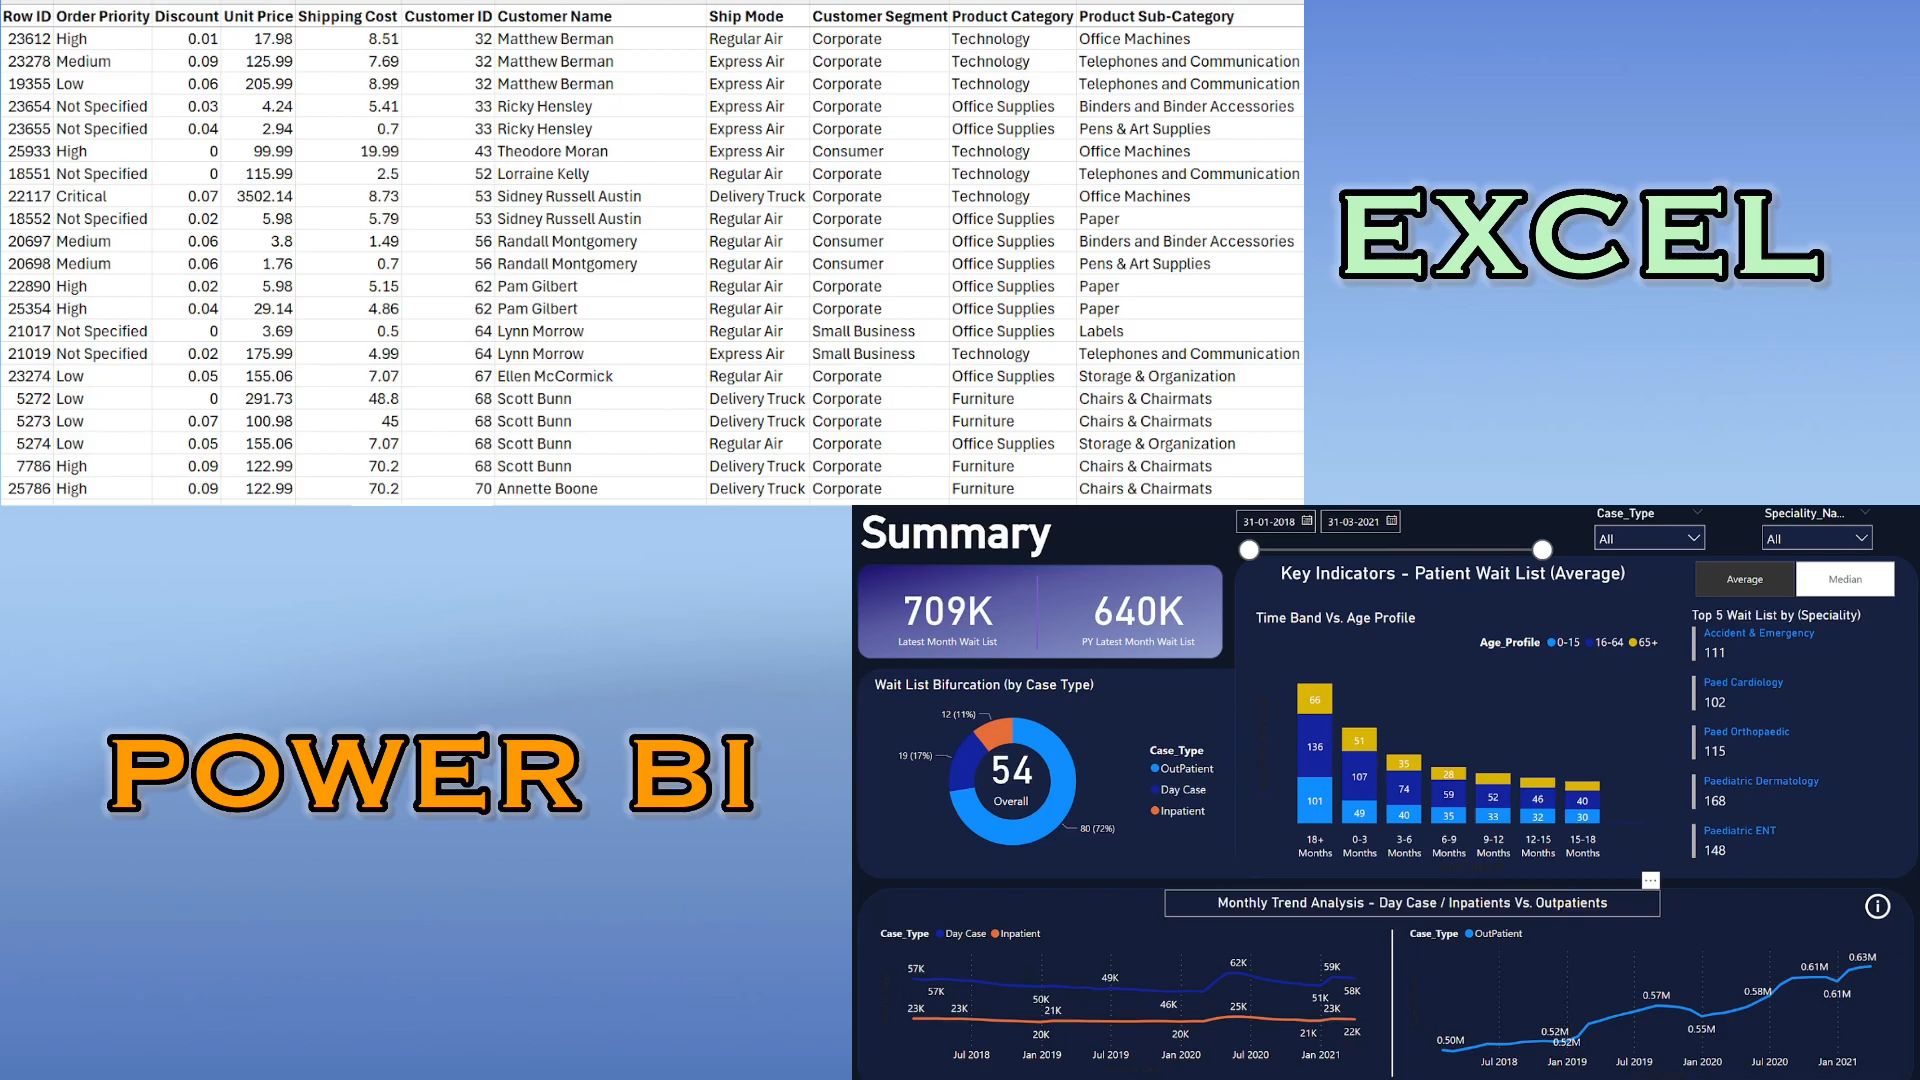 Row ID Order Priority Discount Unit Price Shipping Cost Customer ID Customer Name Ship Mode Customer Segment Product Category Product Sub-Category
23612 High 0.01 17.98 8.51 32 Matthew Berman Regular Air Corporate Technology Office Machines
23278 Medium 0.09 125.99 7.69 32 Matthew Berman Express Air Corporate Technology Telephones and Communication
19355 Low 0.06 205.99 8.99 32 Matthew Berman Express Air Corporate Technology Telephones and Communication
23654 Not Specified 0.03 4.24 5.41 33 Ricky Hensley Express Air Corporate Office Supplies Binders and Binder Accessories
23655 Not Specified 0.04 2.94 0.7 33 Ricky Hensley Express Air Corporate Office Supplies Pens & Art Supplies
25933 High 0 99.99 19.99 43 Theodore Moran Express Air Consumer Technology Office Machines
18551 Not Specified 0 115.99 2.5 52 Lorraine Kelly Regular Air Corporate Technology Telephones and Communication
22117 Critical 0.07 3502.14 8.73 53 Sidney Russell Austin Delivery Truck Corporate Technology Office Machines
18552 Not Specified 0.02 5.98 5.79 53 Sidney Russell Austin Regular Air Corporate Office Supplies Paper
20697 Medium 0.06 3.8 1.49 56 Randall Montgomery Regular Air Consumer Office Supplies Binders and Binder Accessories
20698 Medium 0.06 1.76 0.7 56 Randall Montgomery Regular Air Consumer Office Supplies Pens & Art Supplies
22890 High 0.02 5.98 5.15 62 Pam Gilbert Regular Air Corporate Office Supplies Paper
25354 High 0.04 29.14 4.86 62 Pam Gilbert Regular Air Corporate Office Supplies Paper
21017 Not Specified 0 3.69 0.5 64 Lynn Morrow Regular Air Small Business Office Supplies Labels
21019 Not Specified 0.02 175.99 4.99 64 Lynn Morrow Express Air Small Business Technology Telephones and Communication
23274 Low 0.05 155.06 7.07 67 Ellen McCormick Regular Air Corporate Office Supplies Storage & Organization
5272 Low 0 291.73 48.8 68 Scott Bunn Delivery Truck Corporate Furniture Chairs & Chairmats
5273 Low 0.07 100.98 45 68 Scott Bunn Delivery Truck Corporate Furniture Chairs & Chairmats
5274 Low 0.05 155.06 7.07 68 Scott Bunn Regular Air Corporate Office Supplies Storage & Organization
7786 High 0.09 122.99 70.2 68 Scott Bunn Delivery Truck Corporate Furniture Chairs & Chairmats
25786 High 0.09 122.99 70.2 70 Annette Boone Delivery Truck Corporate Furniture Chairs & Chairmats
EXCEL
POWER BI
Summary
31-01-2018 31-03-2021
Case_Type Speciality_Na...
All All
709K 640K
Latest Month Wait List PY Latest Month Wait List
Key Indicators - Patient Wait List (Average)
Average Median
Wait List Bifurcation (by Case Type)
12 (11%)
19 (17%)
54
Overall
80 (72%)
Case_Type
OutPatient
Day Case
Inpatient
Time Band Vs. Age Profile
Age_Profile 0-15 16-64 65+
66 51 35 28
136 107 74 59 52 46 40
101 49 40 35 33 32 30
18+ 0-3 3-6 6-9 9-12 12-15 15-18
Months Months Months Months Months Months Months
Top 5 Wait List by (Speciality)
Accident & Emergency
111
Paed Cardiology
102
Paed Orthopaedic
115
Paediatric Dermatology
168
Paediatric ENT
148
...
Monthly Trend Analysis - Day Case / Inpatients Vs. Outpatients
i
Case_Type Day Case Inpatient
57K 57K 50K 49K 46K 62K 51K 59K 58K
23K 23K 20K 21K 20K 25K 21K 23K 22K
Jul 2018 Jan 2019 Jul 2019 Jan 2020 Jul 2020 Jan 2021
Case_Type OutPatient
0.50M 0.52M 0.52M 0.57M 0.55M 0.58M 0.61M 0.61M 0.63M
Jul 2018 Jan 2019 Jul 2019 Jan 2020 Jul 2020 Jan 2021